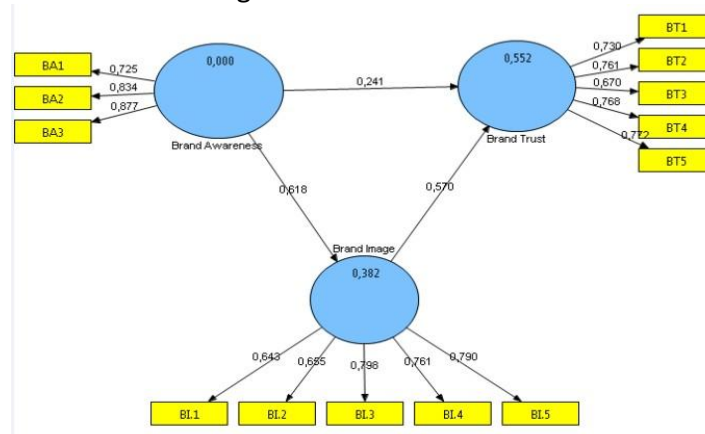 BA1
BA2
BA3
0,725
0,834
0,877
0,000
Brand Awareness
0,241
0,552
Brand Trust
0,730
0,761
0,670
0,768
0,772
BT1
BT2
BT3
BT4
BT5
0,618
0,570
Brand Image
0,382
0,643
0,655
0,798
0,761
0,790
BI.1
BI.2
BI.3
BI.4
BI.5